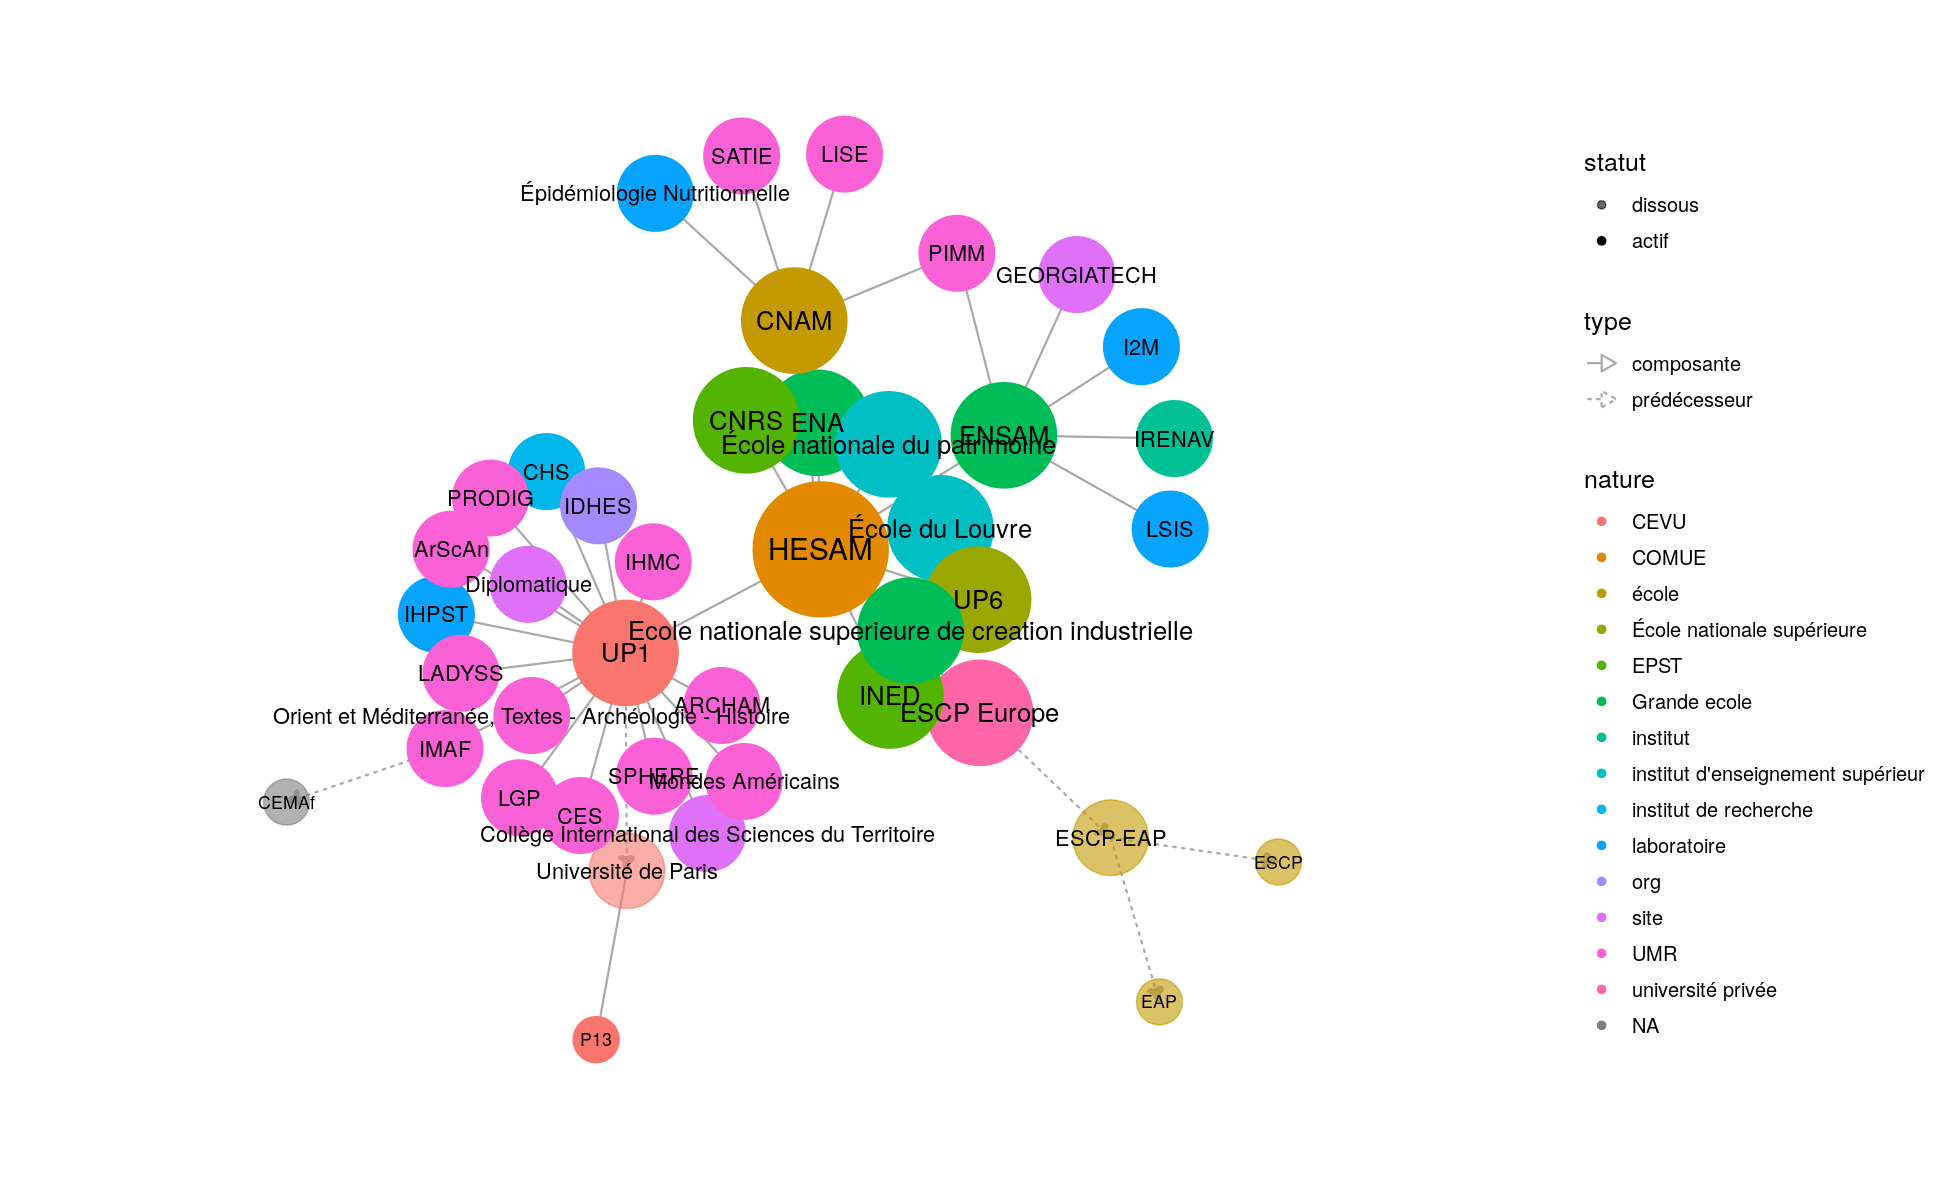 SATIE
LISE
Épidémiologie Nutritionnelle
PIMM
GEORGIATECH
CNAM
I2M
CNRS
ENA
École nationale du patrimoine
ENSAM
IRENAV
CHS
PRODIG
IDHES
LSIS
École du Louvre
HESAM
ArScAn
IHMC
Diplomatique
UP6
IHPST
Ecole nationale superieure de creation industrielle
UP1
LADYSS
INED
ARCHAM
ESCP Europe
Orient et Méditerranée, Textes - Archéologie - Histoire
IMAF
SPHERE
Mondes Américains
LGP
CEMAf
CES
Collège International des Sciences du Territoire
ESCP-EAP
ESCP
Université de Paris
EAP
P13
statut
dissous
actif
type
composante
prédécesseur
nature
CEVU
COMUE
école
École nationale supérieure
EPST
Grande ecole
institut
institut d'enseignement supérieur
institut de recherche
laboratoire
org
site
UMR
université privée
NA